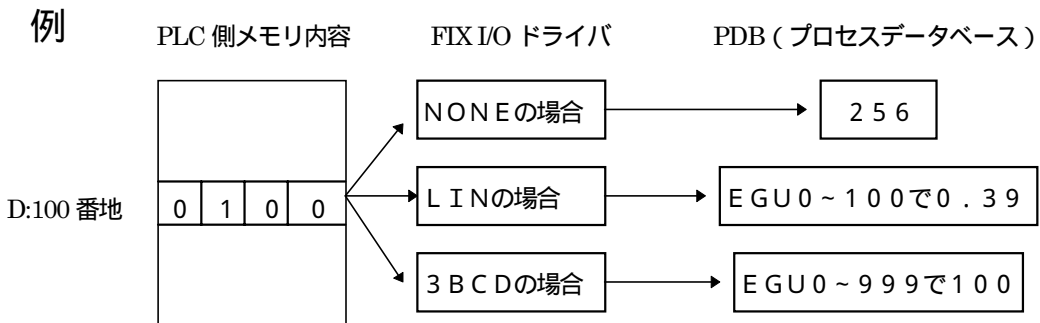 例
PLC 側メモリ内容 FIX I/O ドライバ PDB ( プロセスデータベース )
NONEの場合 256
D:100 番地 0 1 0 0 LINの場合 EGU0~100で0.39
3BCDの場合 EGU0~999で100